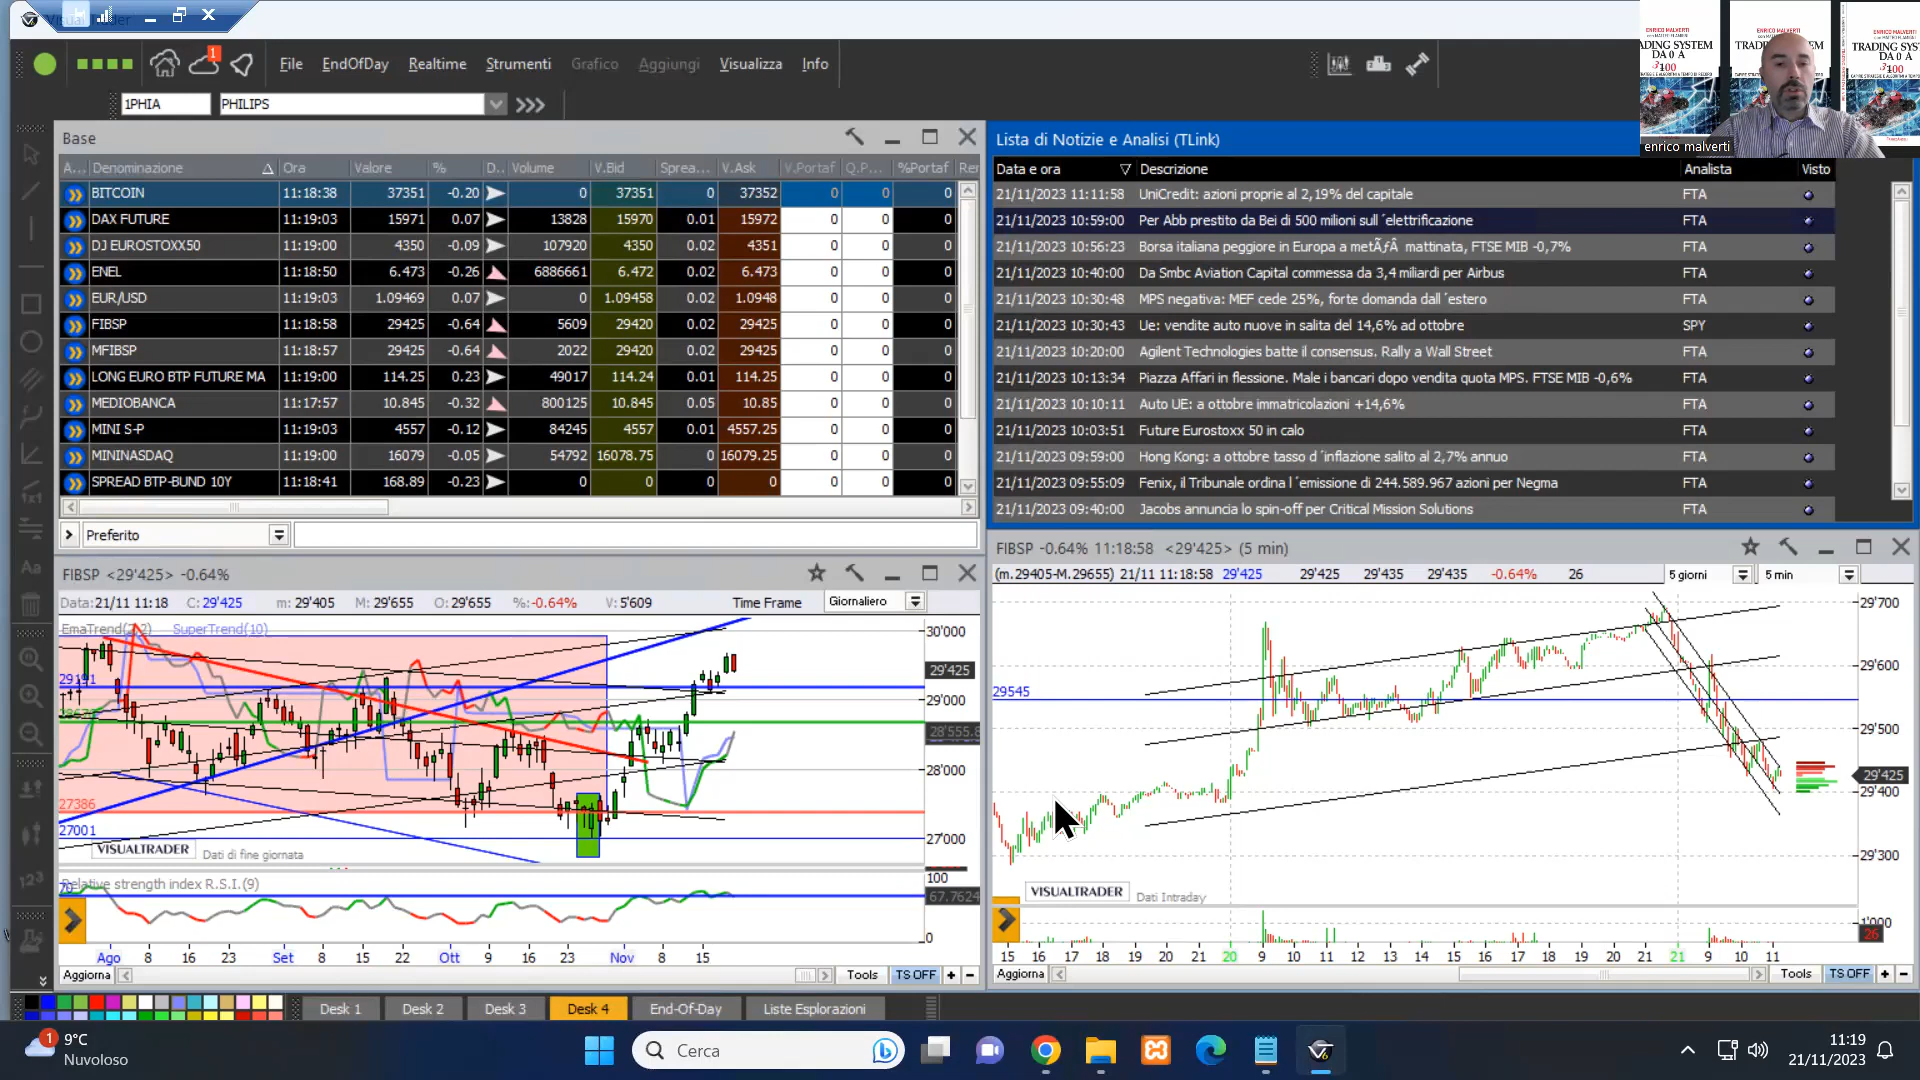 Visual Trader
File EndOfDay Realtime Strumenti Grafico Aggiungi Visualizza Info
1
1PHIA PHILIPS
ENRICO MALVERTI
TRADING SYSTEM
DA 0 A
enrico malverti
Base
A... Denominazione Ora Valore % D.. Volume V.Bid Sprea... V.Ask V.Portaf Q.P... %Portaf Rer
BITCOIN 11:18:38 37351 -0.20 0 37351 0 37352 0 0 0
DAX FUTURE 11:19:03 15971 0.07 13828 15970 0.01 15972 0 0 0
DJ EUROSTOXX50 11:19:00 4350 -0.09 107920 4350 0.02 4351 0 0 0
ENEL 11:18:50 6.473 -0.26 6886661 6.472 0.02 6.473 0 0 0
EUR/USD 11:19:03 1.09469 0.07 0 1.09458 0.02 1.0948 0 0 0
FIBSP 11:18:58 29425 -0.64 5609 29420 0.02 29425 0 0 0
MFIBSP 11:18:57 29425 -0.64 2022 29420 0.02 29425 0 0 0
LONG EURO BTP FUTURE MA 11:19:00 114.25 0.23 49017 114.24 0.01 114.25 0 0 0
MEDIOBANCA 11:17:57 10.845 -0.32 800125 10.845 0.05 10.85 0 0 0
MINI S-P 11:19:03 4557 -0.12 84245 4557 0.01 4557.25 0 0 0
MININASDAQ 11:19:00 16079 -0.05 54792 16078.75 0 16079.25 0 0 0
SPREAD BTP-BUND 10Y 11:18:41 168.89 -0.23 0 0 0 0 0 0 0
Preferito
Lista di Notizie e Analisi (TLink)
Data e ora Descrizione Analista Visto
21/11/2023 11:11:58 UniCredit: azioni proprie al 2,19% del capitale FTA
21/11/2023 10:59:00 Per Abb prestito da Bei di 500 milioni sull´elettrificazione FTA
21/11/2023 10:56:23 Borsa italiana peggiore in Europa a metÃƒÂ mattinata, FTSE MIB -0,7% FTA
21/11/2023 10:40:00 Da Smbc Aviation Capital commessa da 3,4 miliardi per Airbus FTA
21/11/2023 10:30:48 MPS negativa: MEF cede 25%, forte domanda dall´estero FTA
21/11/2023 10:30:43 Ue: vendite auto nuove in salita del 14,6% ad ottobre SPY
21/11/2023 10:20:00 Agilent Technologies batte il consensus. Rally a Wall Street FTA
21/11/2023 10:13:34 Piazza Affari in flessione. Male i bancari dopo vendita quota MPS. FTSE MIB -0,6% FTA
21/11/2023 10:10:11 Auto UE: a ottobre immatricolazioni +14,6% FTA
21/11/2023 10:03:51 Future Eurostoxx 50 in calo FTA
21/11/2023 09:59:00 Hong Kong: a ottobre tasso d´inflazione salito al 2,7% annuo FTA
21/11/2023 09:55:09 Fenix, il Tribunale ordina l´emissione di 244.589.967 azioni per Negma FTA
21/11/2023 09:40:00 Jacobs annuncia lo spin-off per Critical Mission Solutions FTA
FIBSP <29'425> -0.64%
Data:21/11 11:18 C: 29'425 m: 29'405 M: 29'655 O: 29'655 %:-0.64% V: 5'609 Time Frame Giornaliero
EmaTrend(2,2) SuperTrend(10)
30'000
29'425
29191
29'000
28'555.8
28'000
27386
27001
27'000
VISUALTRADER Dati di fine giornata
Relative strength index R.S.I.(9)
70
100
67.7624
0
Ago 8 16 23 Set 8 15 22 Ott 9 16 23 Nov 8 15
Aggiorna Tools TS OFF + -
FIBSP -0.64% 11:18:58 <29'425> (5 min)
(m.29405-M.29655) 21/11 11:18:58 29'425 29'425 29'435 29'435 -0.64% 26 5 giorni 5 min
29'700
29'600
29545
29'500
29'425
29'400
29'300
VISUALTRADER Dati Intraday
1'000
26
15 16 17 18 19 20 21 20 9 10 11 12 13 14 15 16 17 18 19 20 21 21 9 10 11
Aggiorna Tools TS OFF + -
Desk 1 Desk 2 Desk 3 Desk 4 End-Of-Day Liste Esplorazioni
1
9°C
Nuvoloso
Cerca
11:19
21/11/2023